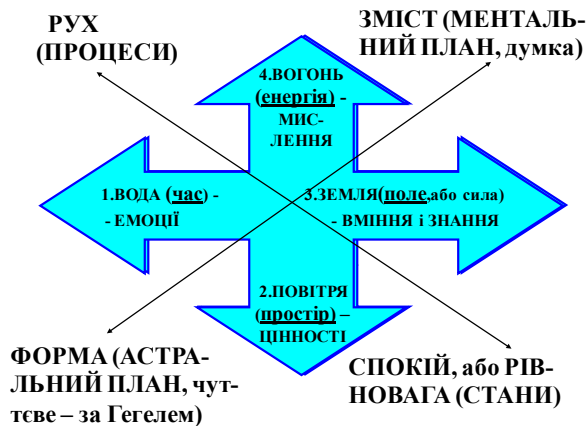 РУХ
(ПРОЦЕСИ)
ЗМІСТ (МЕНТАЛЬ-
НИЙ ПЛАН, думка)
4.ВОГОНЬ
(енергія) -
МИС-
ЛЕННЯ
1.ВОДА (час) -
- ЕМОЦІЇ
3.ЗЕМЛЯ(поле,або сила)
- ВМІННЯ і ЗНАННЯ
2.ПОВІТРЯ
(простір) –
ЦІННОСТІ
ФОРМА (АСТРА-
ЛЬНИЙ ПЛАН, чут-
тєве – за Гегелем)
СПОКІЙ, або РІВ-
НОВАГА (СТАНИ)